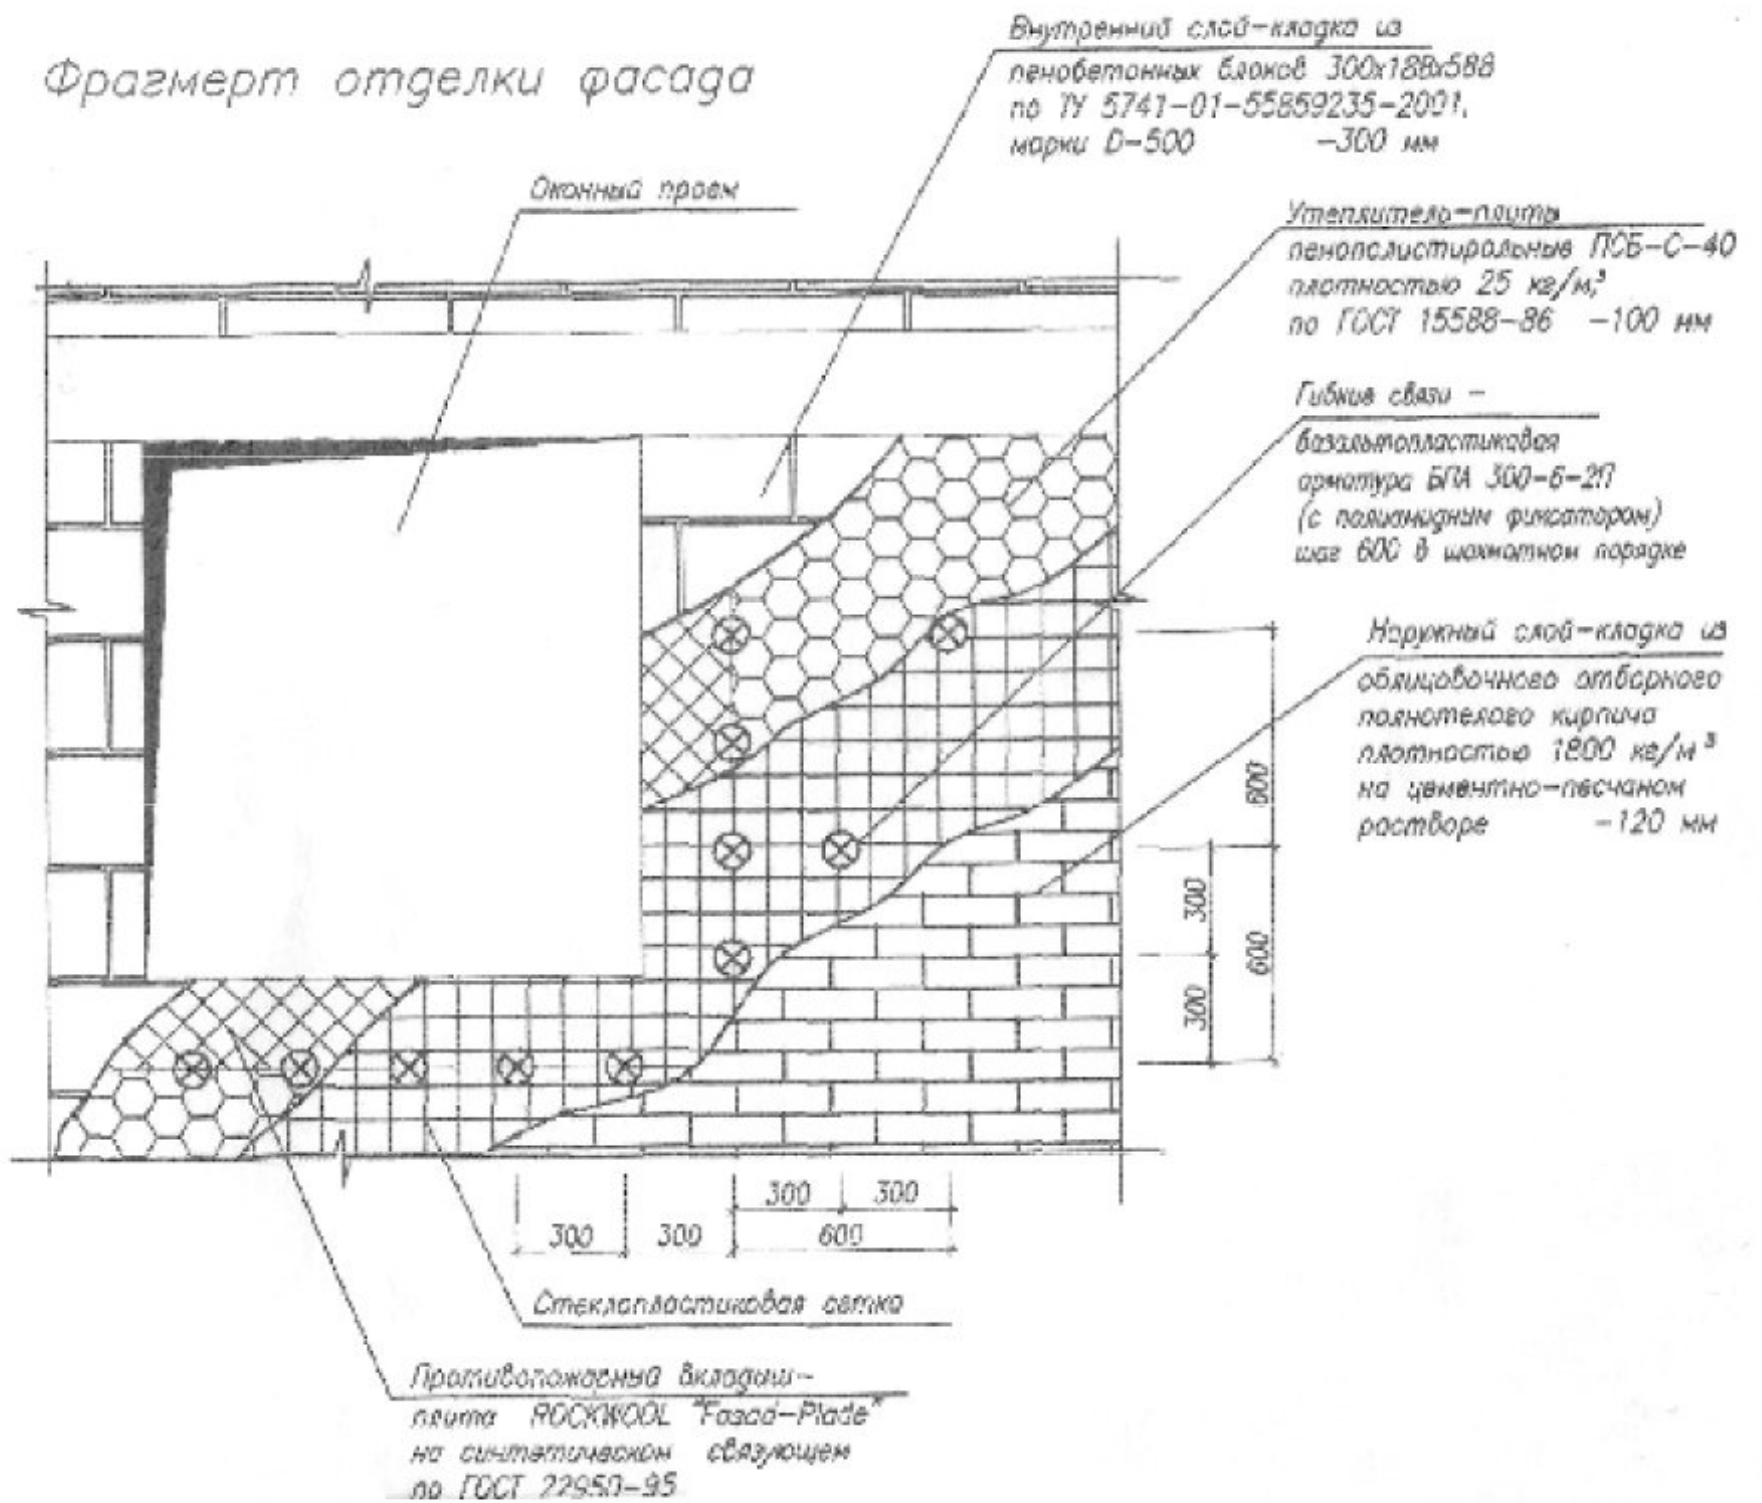 Фрагмерт отделки фасада
Внутренний слой-кладка из
пенобетонных блоков 300х188х588
по ТУ 5741-01-55859235-2001,
марки D-500 -300 мм
Оконный проем
Утеплитель-плиты
пенополистирольные ПСБ-С-40
плотностью 25 кг/м,³
по ГОСТ 15588-86 -100 мм
Гибкие связи -
базальтопластиковая
арматура БПА 300-6-2П
(с полиамидным фиксатором)
шаг 600 в шахматном порядке
Наружный слой-кладка из
облицовочного отборного
полнотелого кирпича
плотностью 1800 кг/м³
на цементно-песчаном
растворе -120 мм
600
300
600
300
300 300
300 300 600
Стеклопластиковая сетка
Противопожарный вкладыш-
плита ROCKWOOL "Fasad-Plade"
на синтетическом связующем
по ГОСТ 22950-95